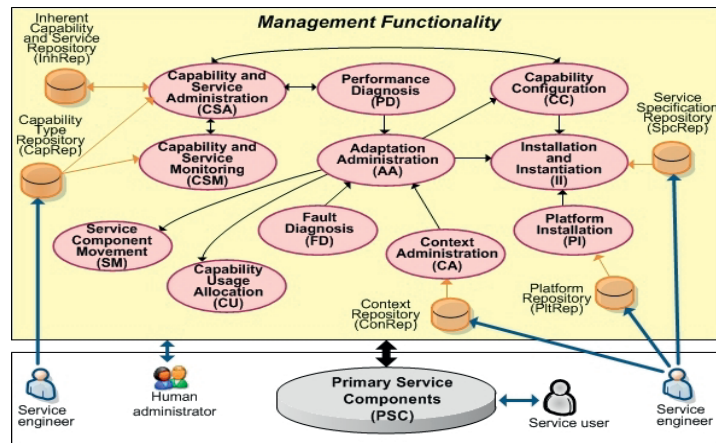 Management Functionality
Inherent
Capability
and Service
Repository
(InhRep)
Capability and
Service
Administration
(CSA)
Performance
Diagnosis
(PD)
Capability
Configuration
(CC)
Service
Specification
Repository
(SpcRep)
Capability
Type
Repository
(CapRep)
Capability and
Service
Monitoring
(CSM)
Adaptation
Administration
(AA)
Installation
and
Instantiation
(II)
Service
Component
Movement
(SM)
Fault
Diagnosis
(FD)
Platform
Installation
(PI)
Capability
Usage
Allocation
(CU)
Context
Administration
(CA)
Context
Repository
(ConRep)
Platform
Repository
(PltRep)
Service
engineer
Human
administrator
Primary Service
Components
(PSC)
Service user
Service
engineer